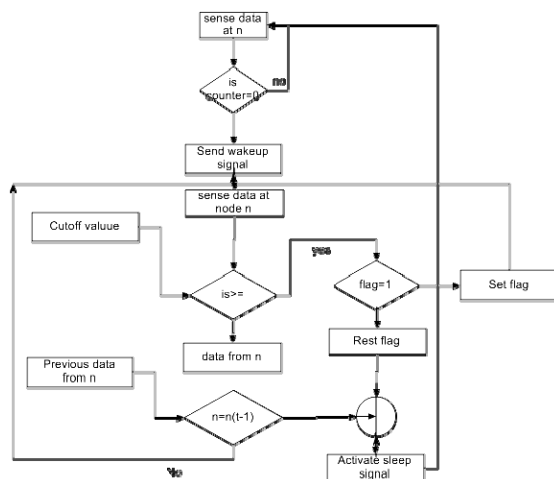 sense data
at n
is
counter=0
no
Send wakeup
signal
sense data at
node n
Cutoff valuue
yes
is>=
flag=1
Set flag
data from n
Rest flag
Previous data
from n
n=n(t-1)
Activate sleep
signal